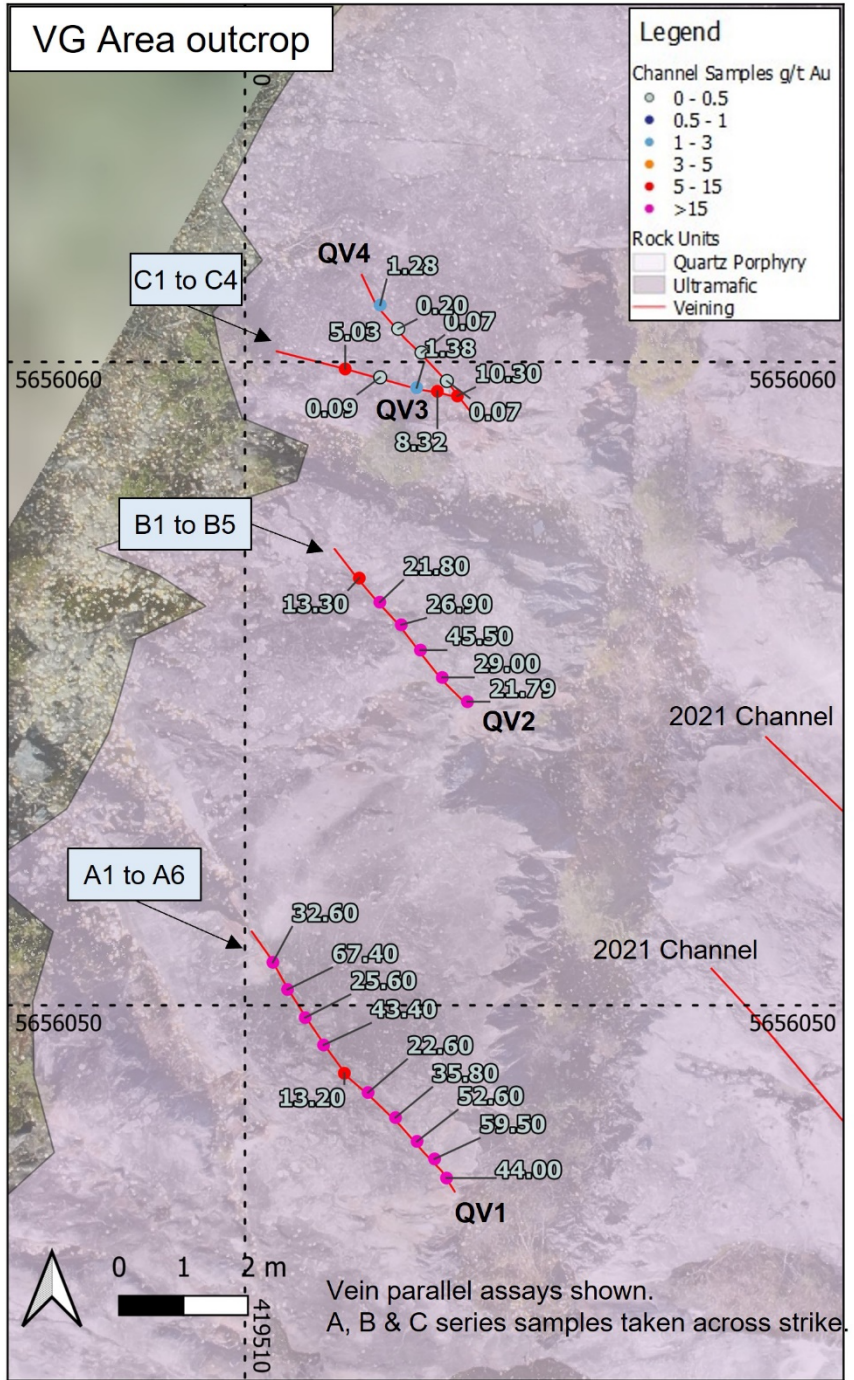 VG Area outcrop
Legend
Channel Samples g/t Au
0 - 0.5
0.5 - 1
1 - 3
3 - 5
5 - 15
>15
Rock Units
Quartz Porphyry
Ultramafic
Veining
0
QV4
1.28
C1 to C4
0.20
0.07
5.03
1.38
5656060
5656060
10.30
0.09
QV3
0.07
8.32
B1 to B5
21.80
13.30
26.90
45.50
29.00
21.79
QV2
2021 Channel
A1 to A6
32.60
67.40
2021 Channel
25.60
5656050
5656050
43.40
22.60
13.20
35.80
52.60
59.50
44.00
QV1
0 1 2 m
419510
Vein parallel assays shown.
A, B & C series samples taken across strike.